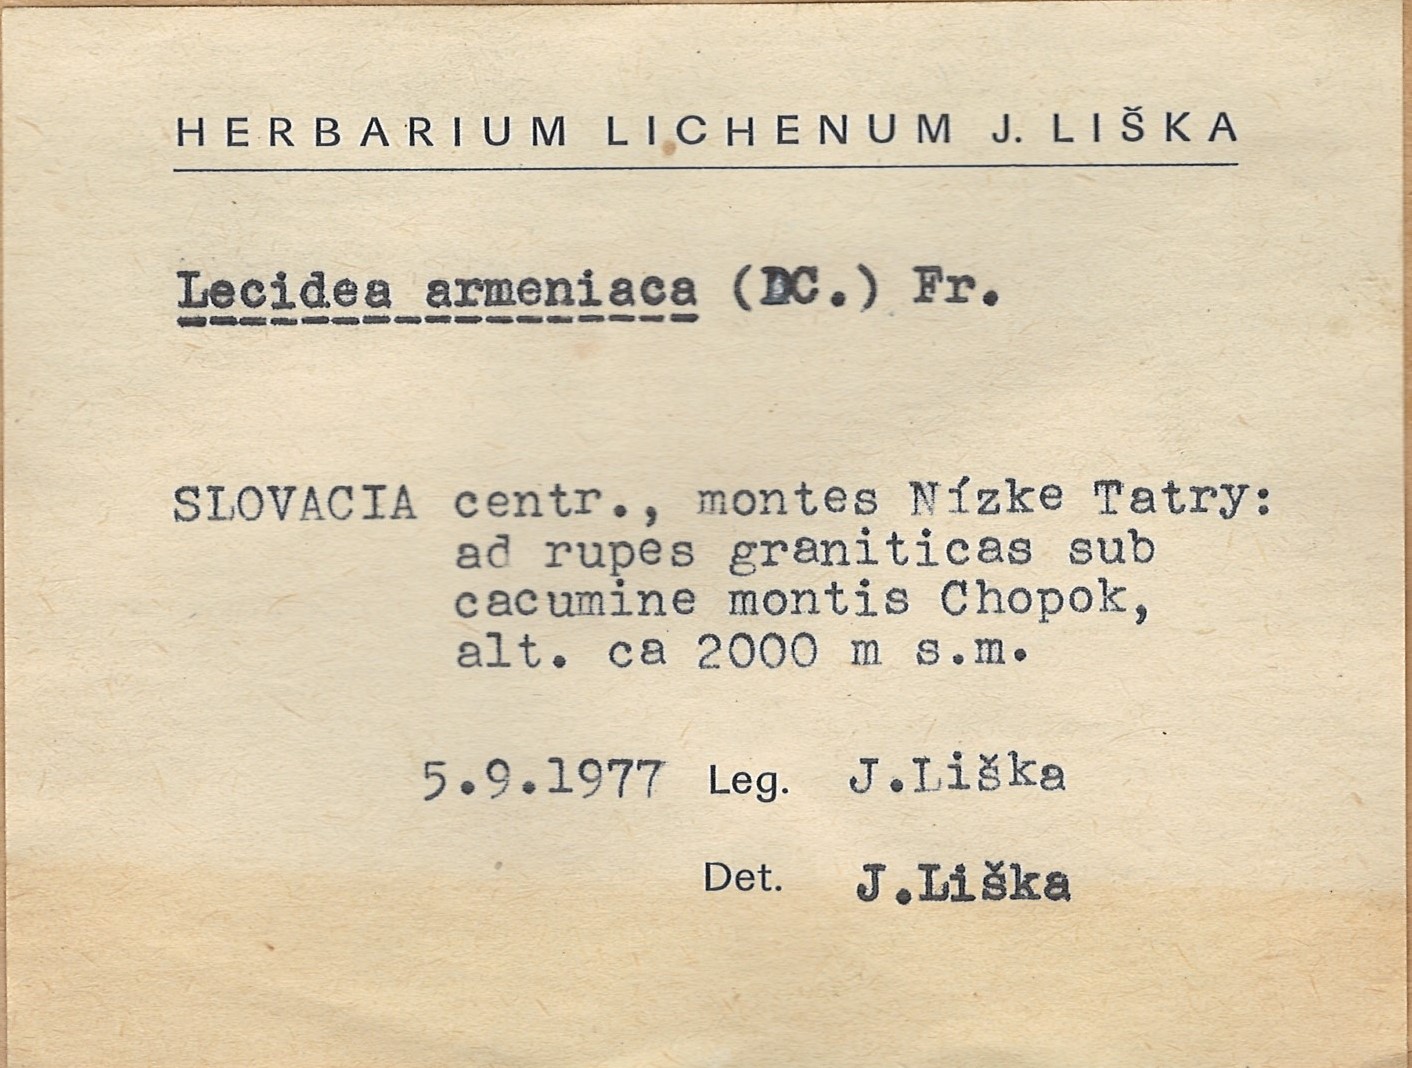 HERBARIUM LICHENUM J. LIŠKA
Lecidea armeniaca (DC.) Fr.
SLOVACIA centr., montes Nízke Tatry:
ad rupes graniticas sub
cacumine montis Chopok,
alt. ca 2000 m s.m.
5.9.1977 Leg. J.Liška
Det. J.Liška